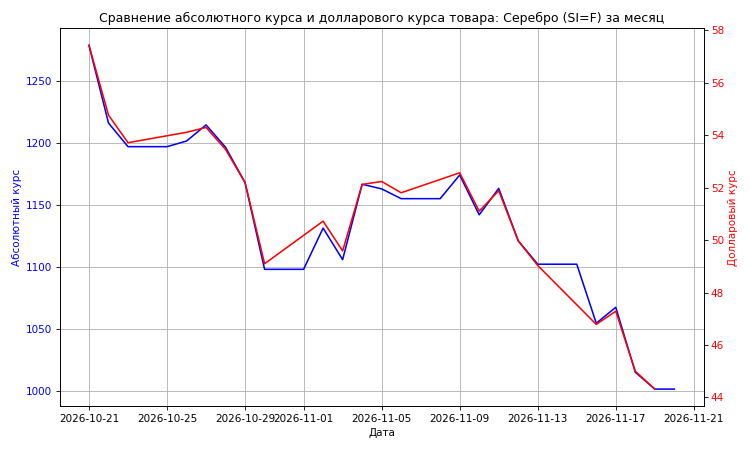 Сравнение абсолютного курса и долларового курса товара: Серебро (SI=F) за месяц
Абсолютный курс
1250
1200
1150
1100
1050
1000
58
56
54
52
50
48
46
44
Долларовый курс
2026-10-21 2026-10-25 2026-10-29 2026-11-01 2026-11-05 2026-11-09 2026-11-13 2026-11-17 2026-11-21
Дата